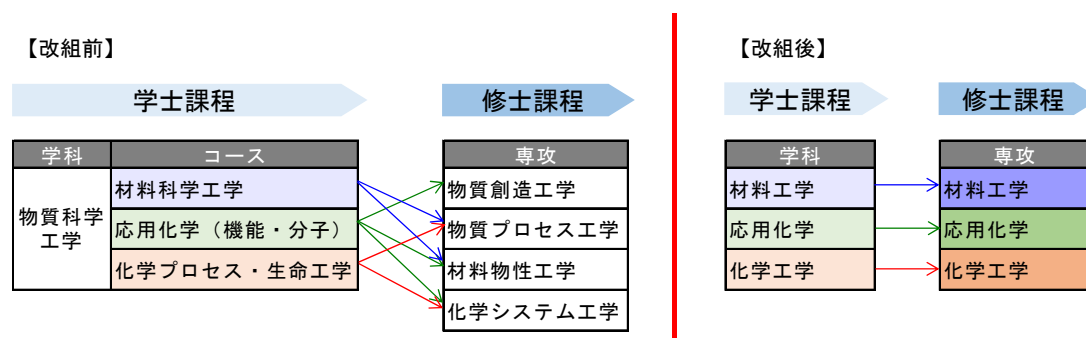 【改組前】
学士課程
修士課程
学科
コース
専攻
物質科学
工学
材料科学工学
応用化学（機能・分子）
化学プロセス・生命工学
物質創造工学
物質プロセス工学
材料物性工学
化学システム工学
【改組後】
学士課程
修士課程
学科
専攻
材料工学
材料工学
応用化学
応用化学
化学工学
化学工学